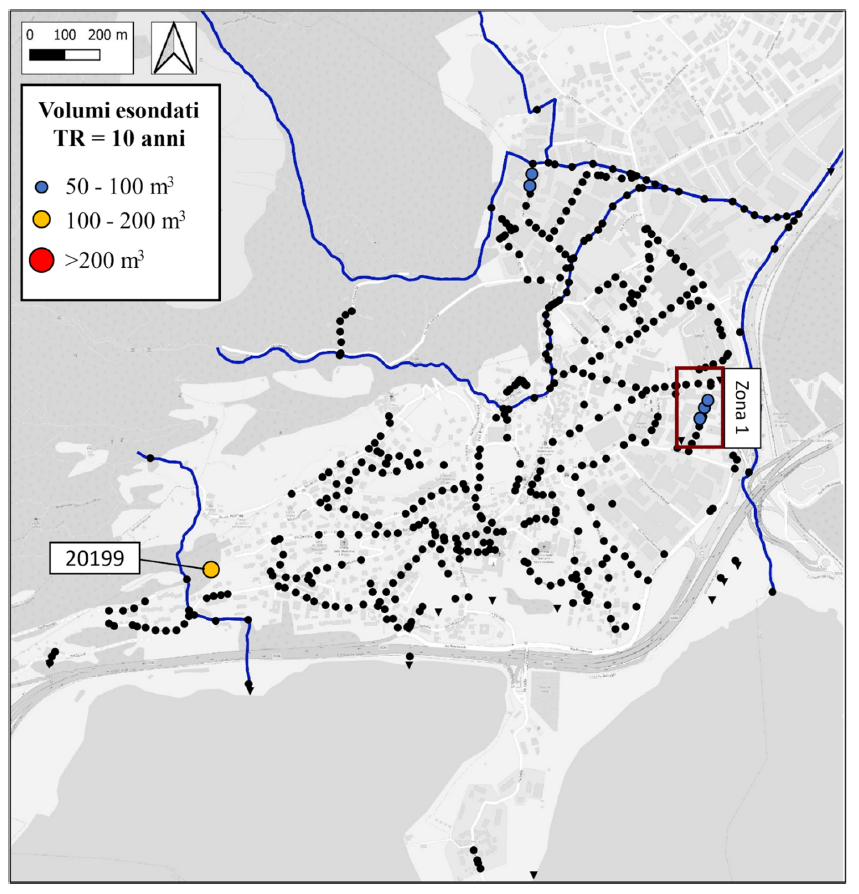 0 100 200 m
Volumi esondati
TR = 10 anni
50 - 100 m³
100 - 200 m³
>200 m³
Zona 1
20199